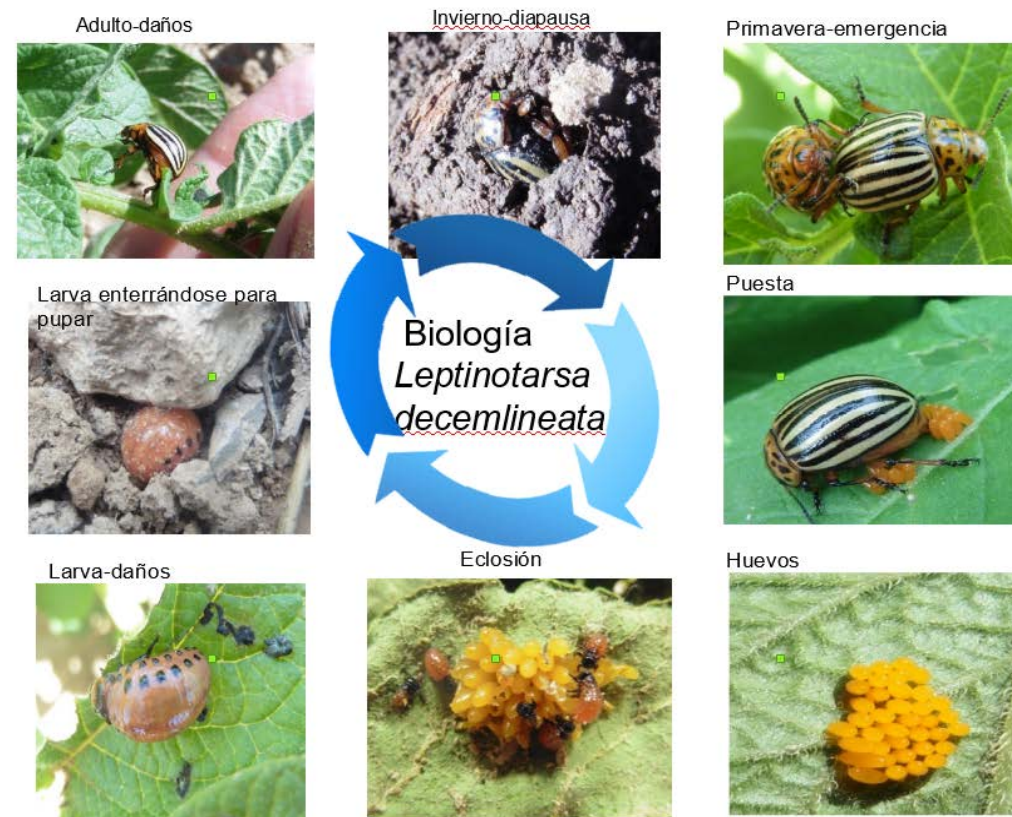 Adulto-daños
Invierno-diapausa
Primavera-emergencia
Larva enterrándose para
pupar
Biología
Leptinotarsa
decemlineata
Puesta
Larva-daños
Eclosión
Huevos